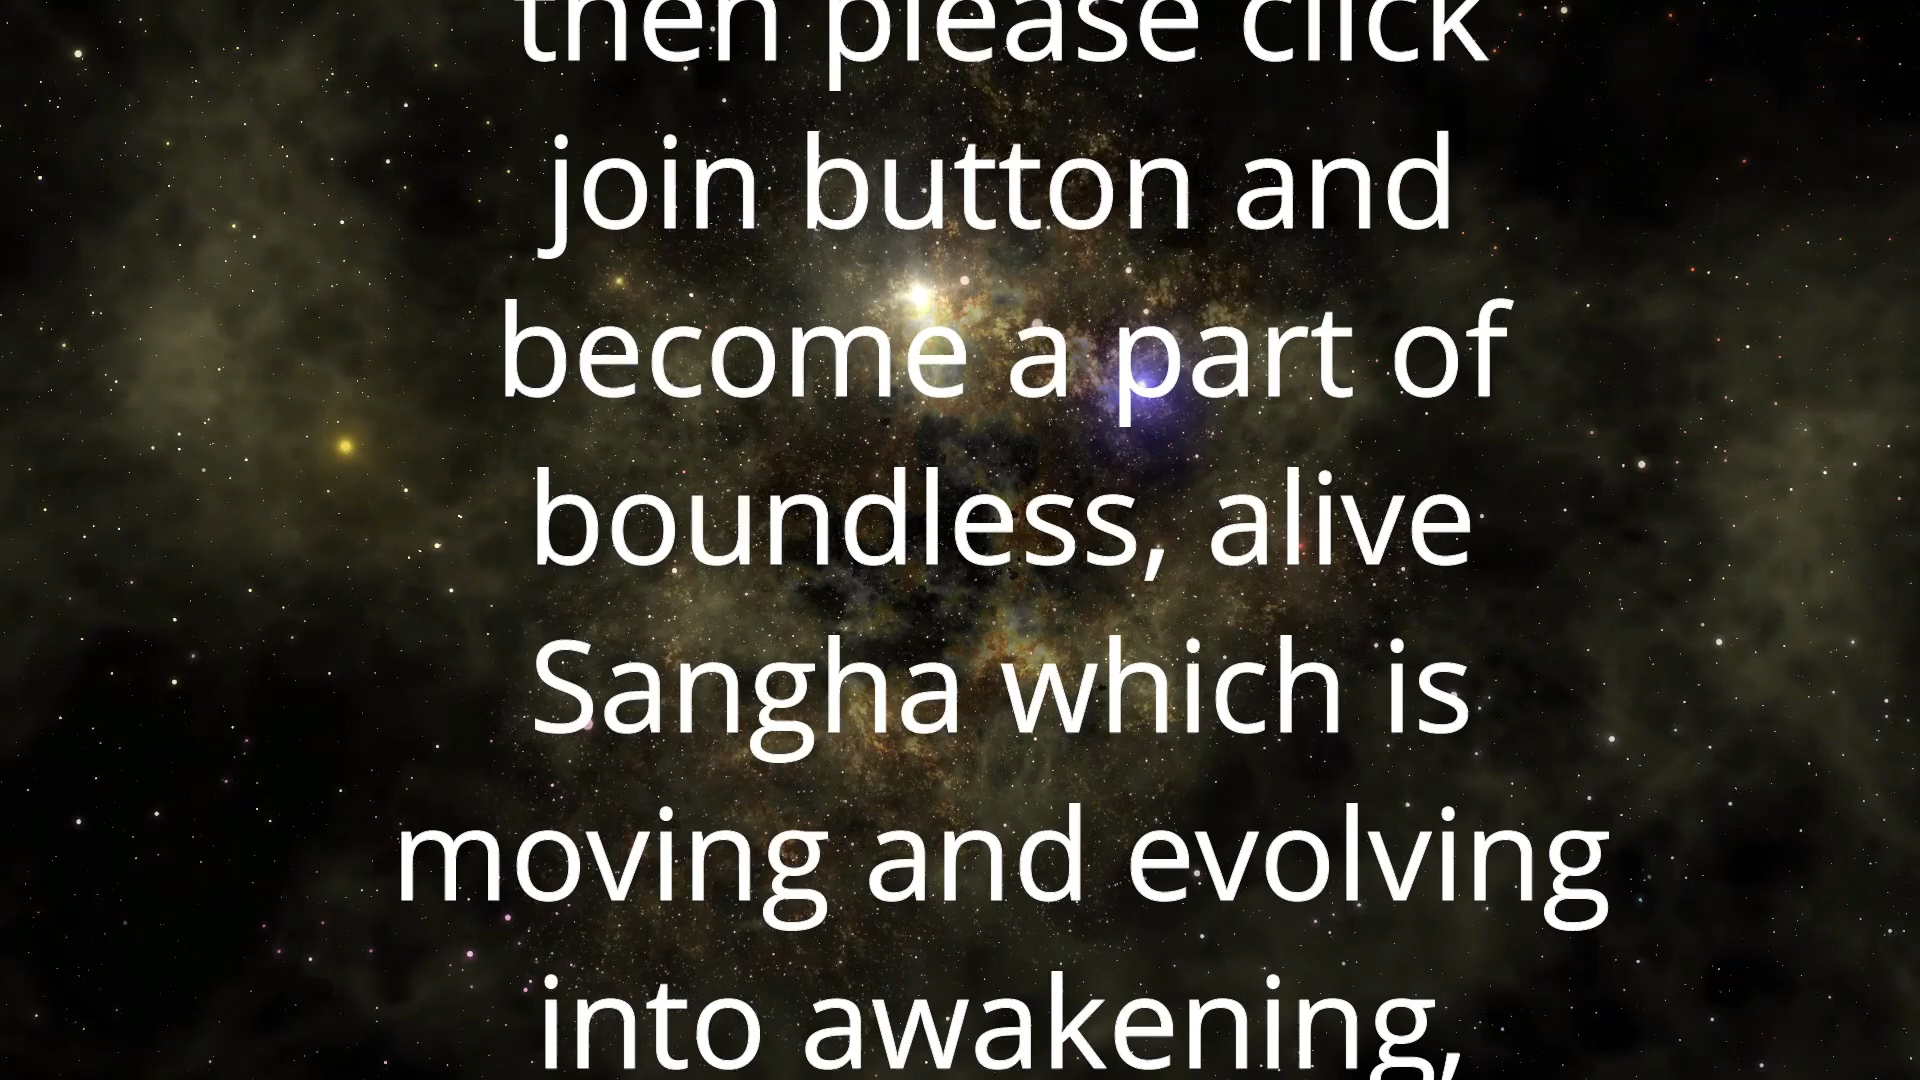 then please click
join button and
become a part of
boundless, alive
Sangha which is
moving and evolving
into awakening,